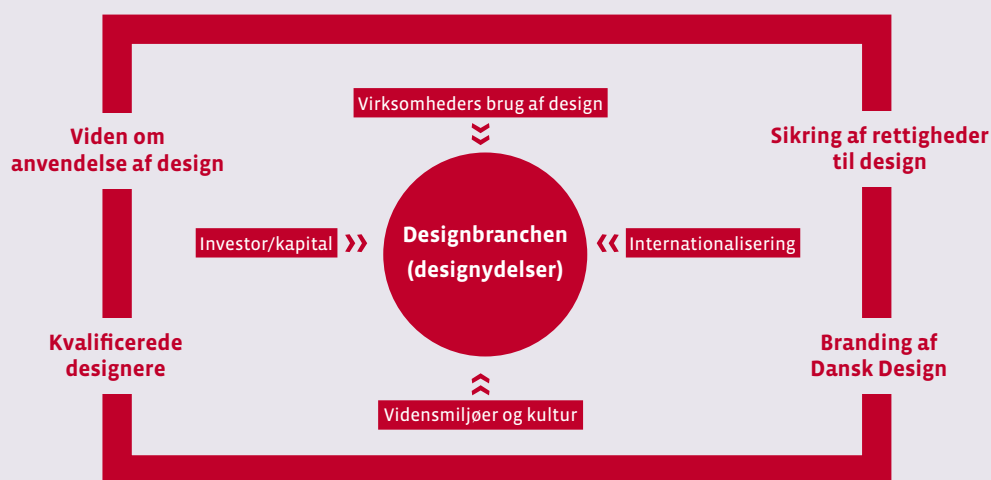 Virksomheders brug af design
Viden om
anvendelse af design
Sikring af rettigheder
til design
Investor/kapital
Designbranchen
(designydelser)
Internationalisering
Kvalificerede
designere
Branding af
Dansk Design
Vidensmiljøer og kultur